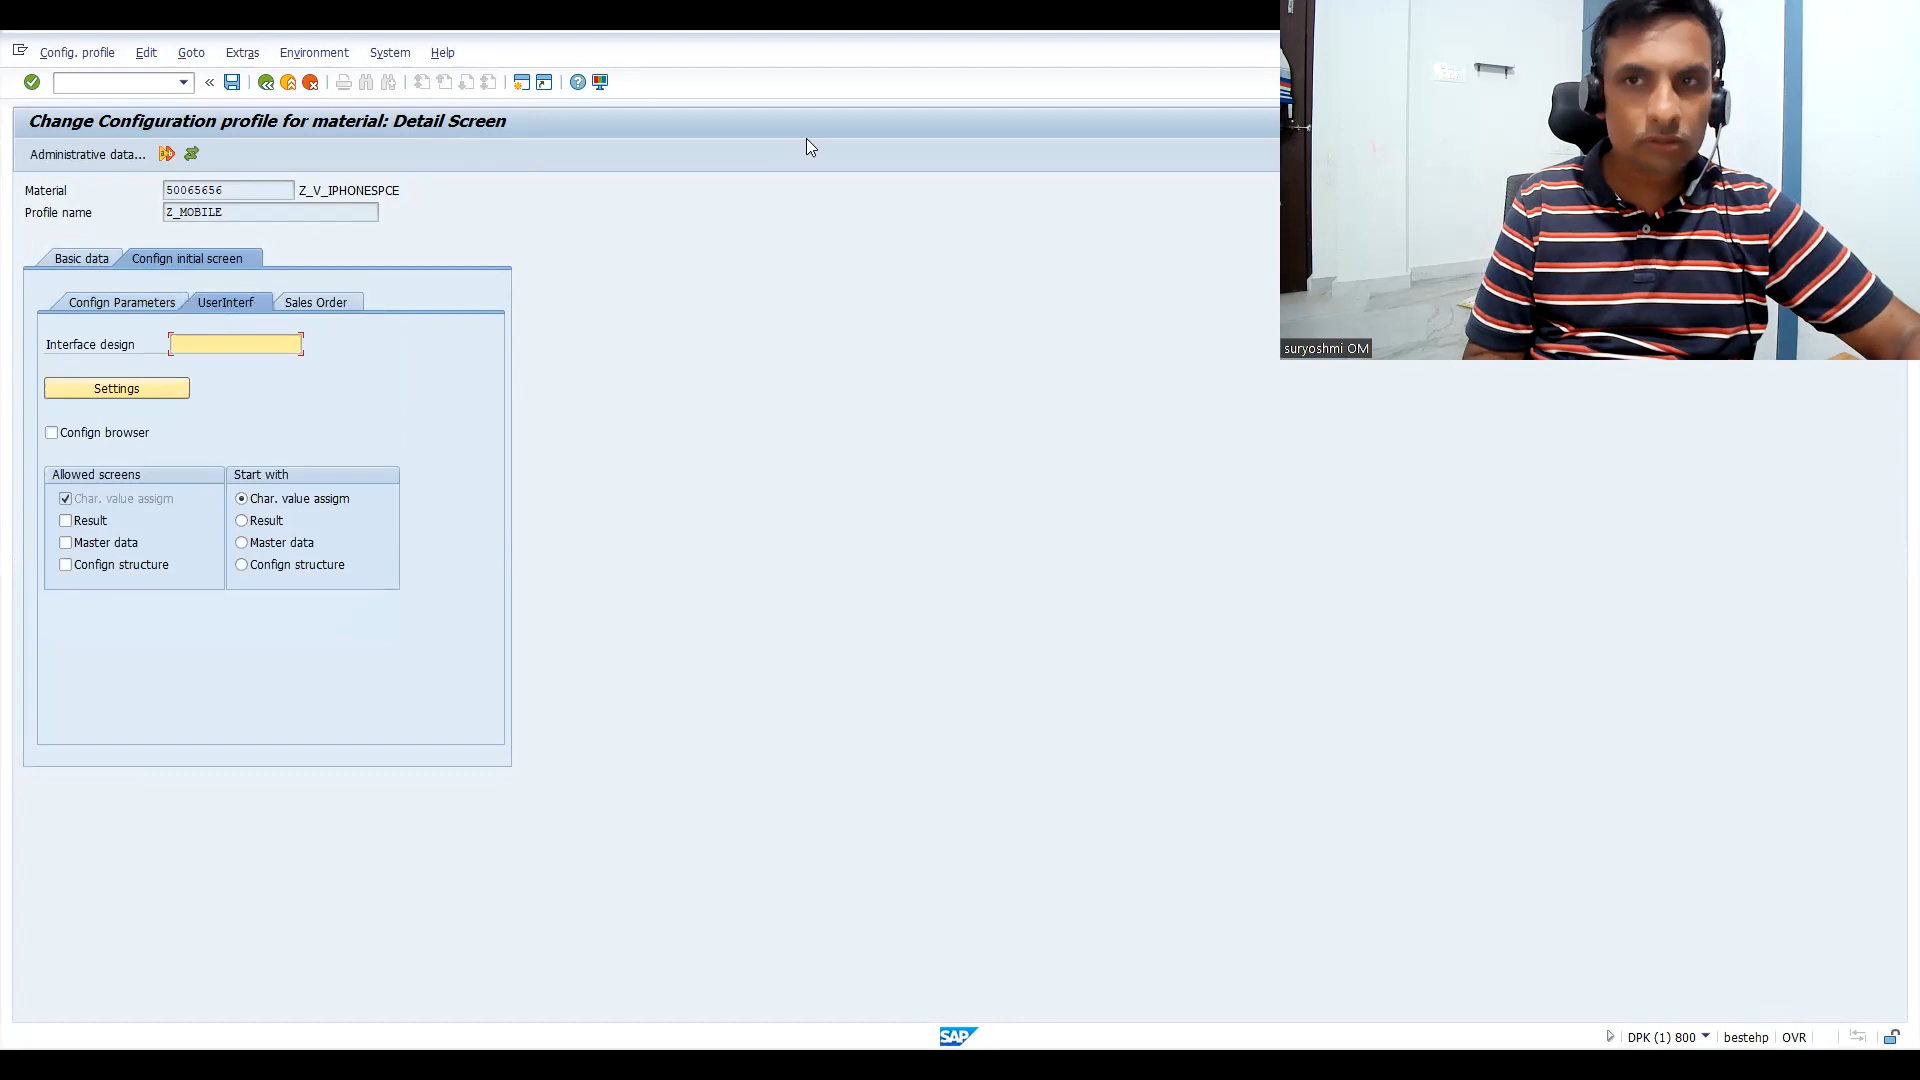 Config. profile Edit Goto Extras Environment System Help
Change Configuration profile for material: Detail Screen
Administrative data...
Material 50065656 Z_V_IPHONESPCE
Profile name Z_MOBILE
Basic data Confign initial screen
Confign Parameters UserInterf Sales Order
Interface design
Settings
Confign browser
Allowed screens Start with
Char. value assigm Char. value assigm
Result Result
Master data Master data
Confign structure Confign structure
suryoshmi OM
SAP
DPK (1) 800 bestehp OVR